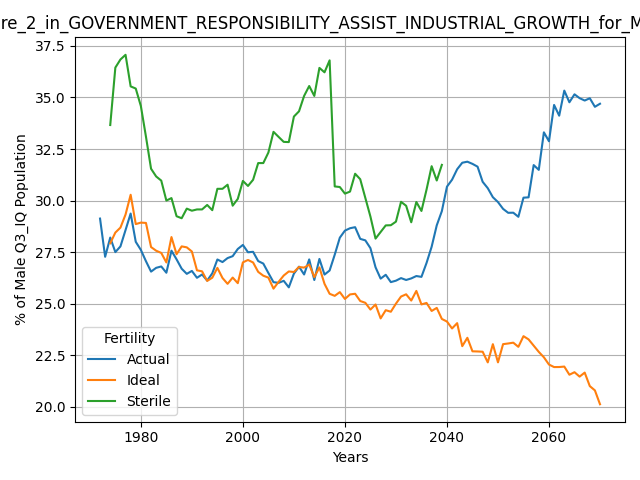 re_2_in_GOVERNMENT_RESPONSIBILITY_ASSIST_INDUSTRIAL_GROWTH_for_M
37.5
35.0
32.5
30.0
27.5
25.0
22.5
20.0
% of Male Q3_IQ Population
Fertility
Actual
Ideal
Sterile
1980 2000 2020 2040 2060
Years